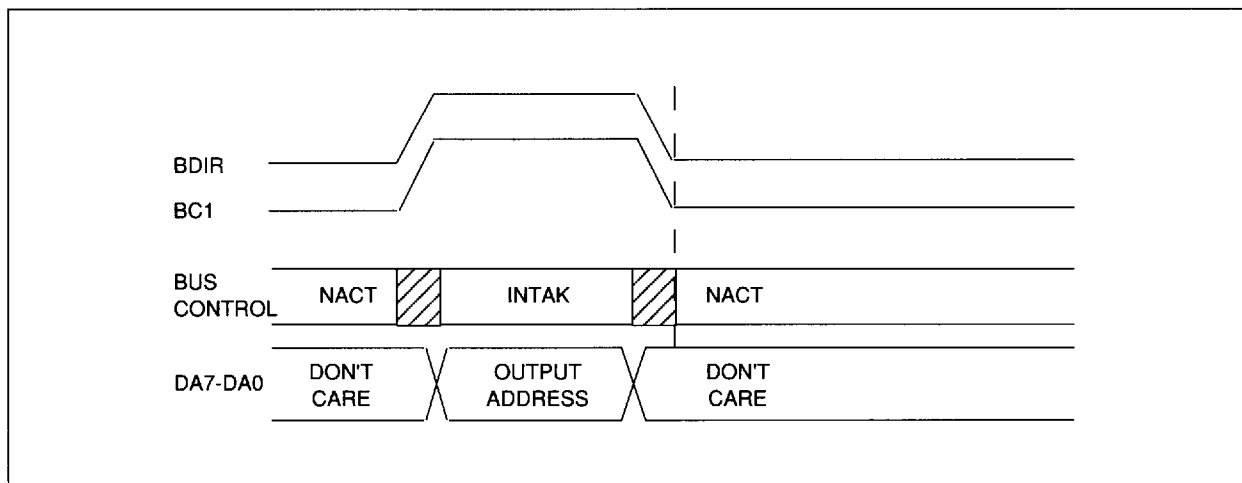 BDIR
BC1
BUS
CONTROL
NACT
INTAK
NACT
DA7-DA0
DON'T
CARE
OUTPUT
ADDRESS
DON'T
CARE